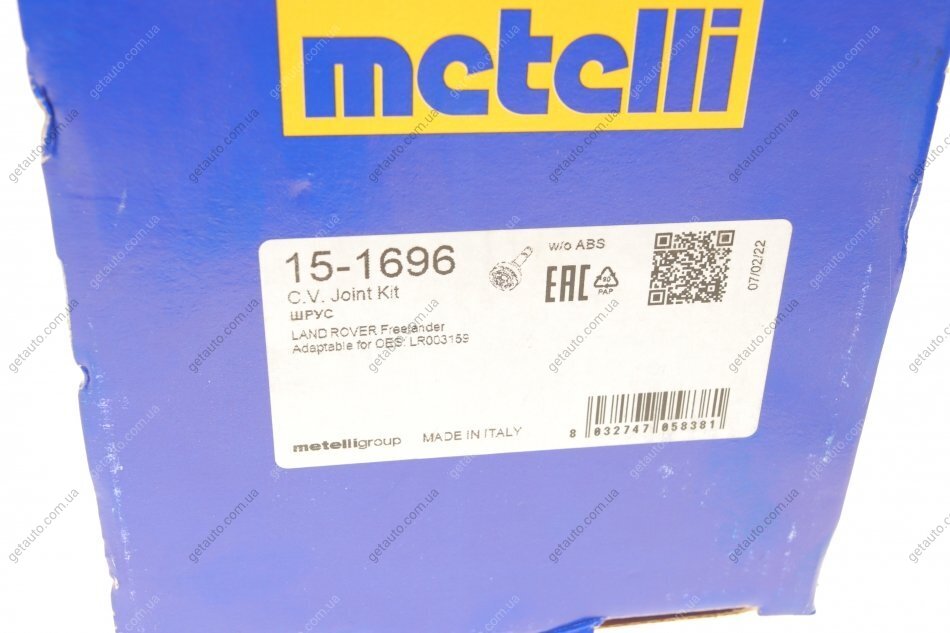 metelli
15-1696
w/o ABS
C.V. Joint Kit
ШРУС
EAC
PAP
07/02/22
LAND ROVER Freelander
Adaptable for OES: LR003159
metelligroup
MADE IN ITALY
8 032747 058381
getauto.com.ua